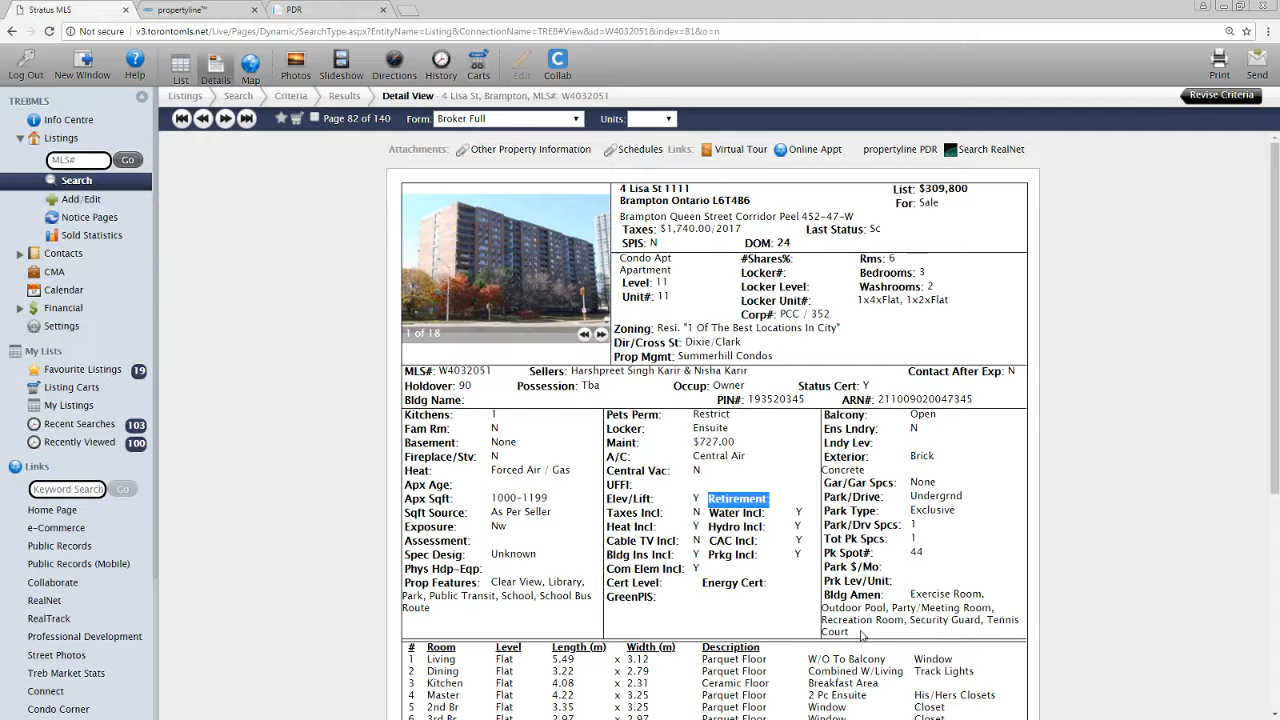 Stratus MLS
propertyline™
PDR
Not secure
v3.torontomls.net/Live/Pages/Dynamic/SearchType.aspx?EntityName=Listing&ConnectionName=TREB#View&id=W4032051&index=81&o=n
Log Out New Window Help List Details Map Photos Slideshow Directions History Carts Edit Collab Print Send
TREBMLS
Listings Search Criteria Results Detail View - 4 Lisa St, Brampton, MLS#: W4032051 Revise Criteria
Page 82 of 140 Form: Broker Full Units:
Info Centre
Listings
MLS# Go
Search
Add/Edit
Notice Pages
Sold Statistics
Contacts
CMA
Calendar
Financial
Settings
My Lists
Favourite Listings 19
Listing Carts
My Listings
Recent Searches 103
Recently Viewed 100
Links
Keyword Search Go
Home Page
e-Commerce
Public Records
Public Records (Mobile)
Collaborate
RealNet
RealTrack
Professional Development
Street Photos
Treb Market Stats
Connect
Condo Corner
Attachments: Other Property Information Schedules Links: Virtual Tour Online Appt propertyline PDR Search RealNet
1 of 18
4 Lisa St 1111 List: $309,800
Brampton Ontario L6T4B6 For: Sale
Brampton Queen Street Corridor Peel 452-47-W
Taxes: $1,740.00/2017 Last Status: Sc
SPIS: N DOM: 24
Condo Apt #Shares%: Rms: 6
Apartment Locker#: Bedrooms: 3
Level: 11 Locker Level: Washrooms: 2
Unit#: 11 Locker Unit#: 1x4xFlat, 1x2xFlat
Corp#: PCC / 352
Zoning: Resi. "1 Of The Best Locations In City"
Dir/Cross St: Dixie/Clark
Prop Mgmt: Summerhill Condos
MLS#: W4032051 Sellers: Harshpreet Singh Karir & Nisha Karir Contact After Exp: N
Holdover: 90 Possession: Tba Occup: Owner Status Cert: Y
Bldg Name: PIN#: 193520345 ARN#: 211009020047345
Kitchens: 1
Fam Rm: N
Basement: None
Fireplace/Stv: N
Heat: Forced Air / Gas
Apx Age:
Apx Sqft: 1000-1199
Sqft Source: As Per Seller
Exposure: Nw
Assessment:
Spec Desig: Unknown
Phys Hdp-Eqp:
Prop Features: Clear View, Library,
Park, Public Transit, School, School Bus
Route
Pets Perm: Restrict
Locker: Ensuite
Maint: $727.00
A/C: Central Air
Central Vac: N
UFFI:
Elev/Lift: Y Retirement:
Taxes Incl: N Water Incl: Y
Heat Incl: Y Hydro Incl: Y
Cable TV Incl: N CAC Incl: Y
Bldg Ins Incl: Y Prkg Incl: Y
Com Elem Incl: Y
Cert Level: Energy Cert:
GreenPIS:
Balcony: Open
Ens Lndry: N
Lndy Lev:
Exterior: Brick
Concrete
Gar/Gar Spcs: None
Park/Drive: Undergrnd
Park Type: Exclusive
Park/Drv Spcs: 1
Tot Pk Spcs: 1
Pk Spot#: 44
Park $/Mo:
Prk Lev/Unit:
Bldg Amen: Exercise Room,
Outdoor Pool, Party/Meeting Room,
Recreation Room, Security Guard, Tennis
Court
# Room Level Length (m) Width (m) Description
1 Living Flat 5.49 x 3.12 Parquet Floor W/O To Balcony Window
2 Dining Flat 3.22 x 2.79 Parquet Floor Combined W/Living Track Lights
3 Kitchen Flat 4.08 x 2.31 Ceramic Floor Breakfast Area
4 Master Flat 4.22 x 3.25 Parquet Floor 2 Pc Ensuite His/Hers Closets
5 2nd Br Flat 3.35 x 3.25 Parquet Floor Window Closet
6 3rd Br Flat 2.97 x 2.97 Parquet Floor Window Closet